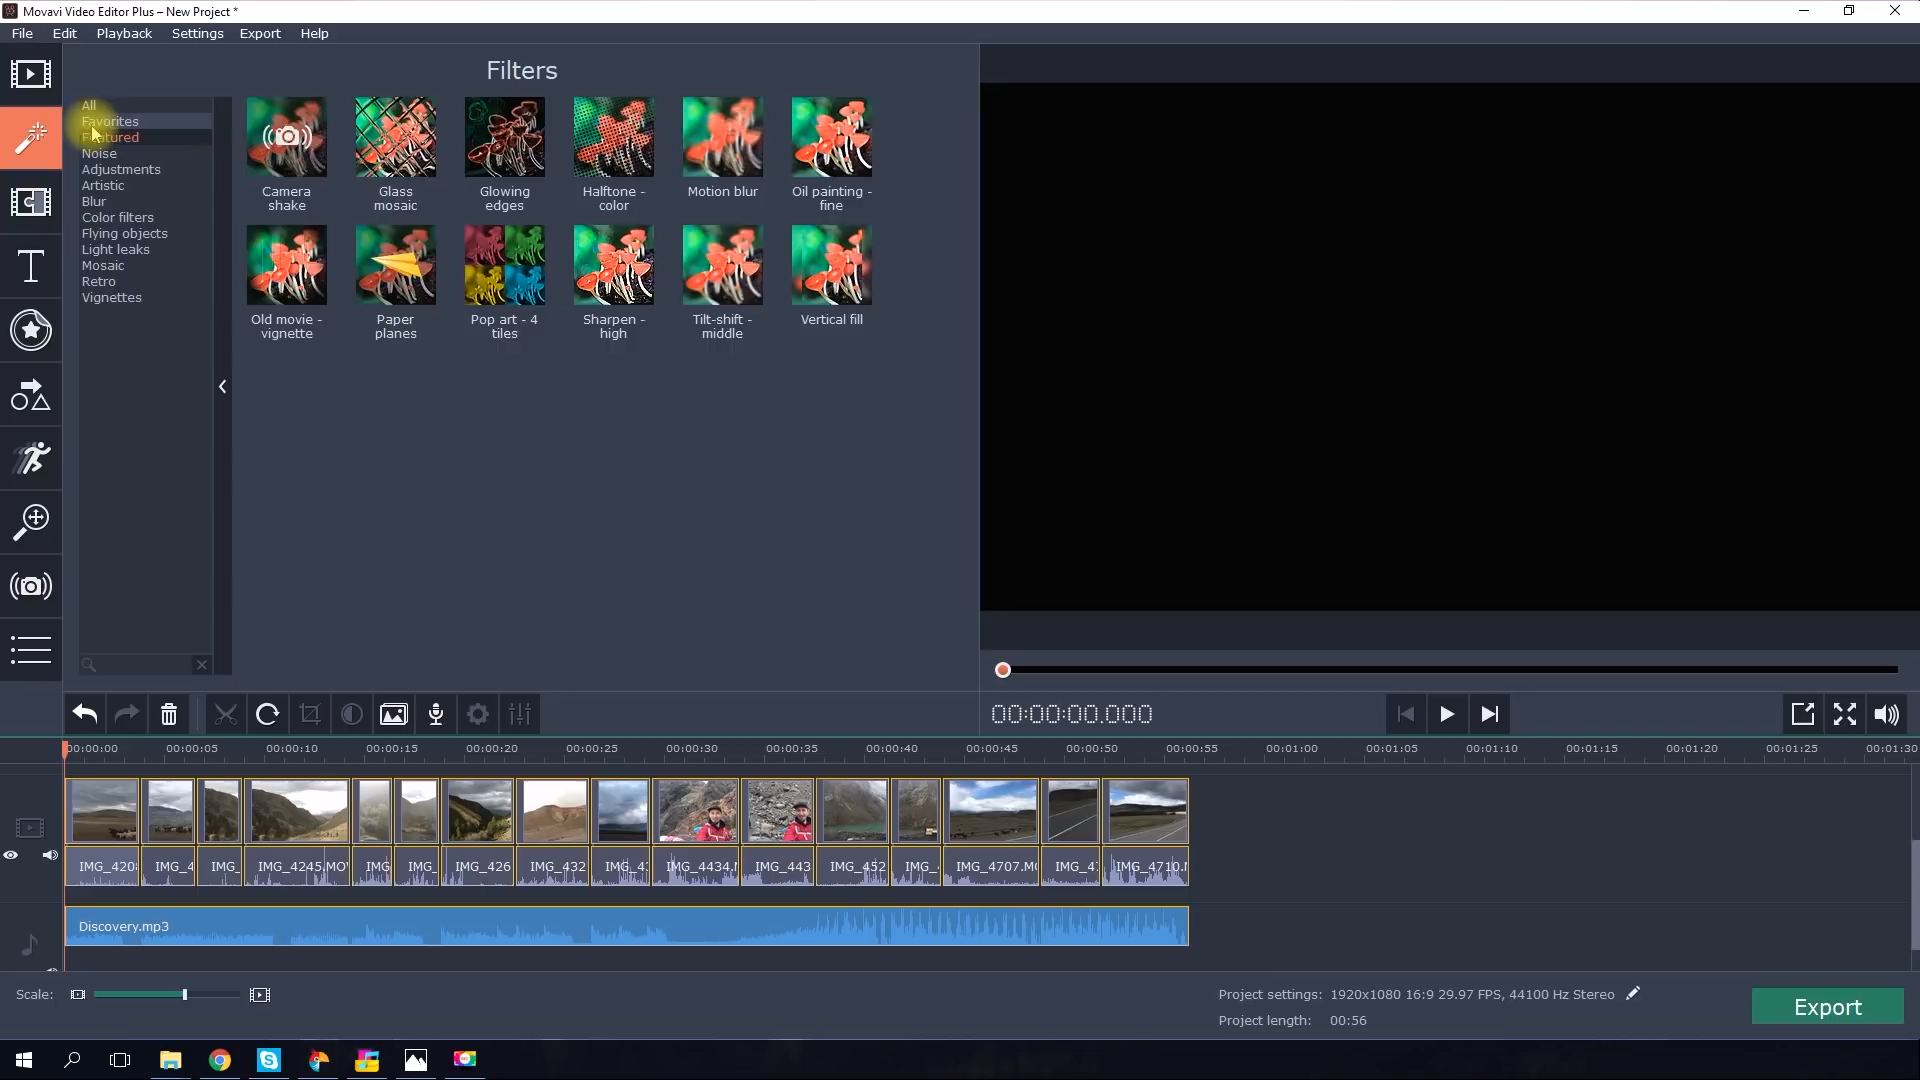 Movavi Video Editor Plus – New Project *
File Edit Playback Settings Export Help
Filters
All
Favorites
Noise
Adjustments
Artistic
Blur
Color filters
Flying objects
Light leaks
Mosaic
Retro
Vignettes
Camera shake
Glass mosaic
Glowing edges
Halftone - color
Motion blur
Oil painting - fine
Old movie - vignette
Paper planes
Pop art - 4 tiles
Sharpen - high
Tilt-shift - middle
Vertical fill
00:00:00.000
00:00:00 00:00:05 00:00:10 00:00:15 00:00:20 00:00:25 00:00:30 00:00:35 00:00:40 00:00:45 00:00:50 00:00:55 00:01:00 00:01:05 00:01:10 00:01:15 00:01:20 00:01:25 00:01:30
IMG_420 IMG_4 IMG_ IMG_4245.MO IMG IMG_ IMG_426 IMG_432 IMG_4 IMG_4434. IMG_443 IMG_452 IMG_ IMG_4707.M IMG_4 IMG_4710.
Discovery.mp3
Scale:
Project settings: 1920x1080 16:9 29.97 FPS, 44100 Hz Stereo
Project length: 00:56
Export